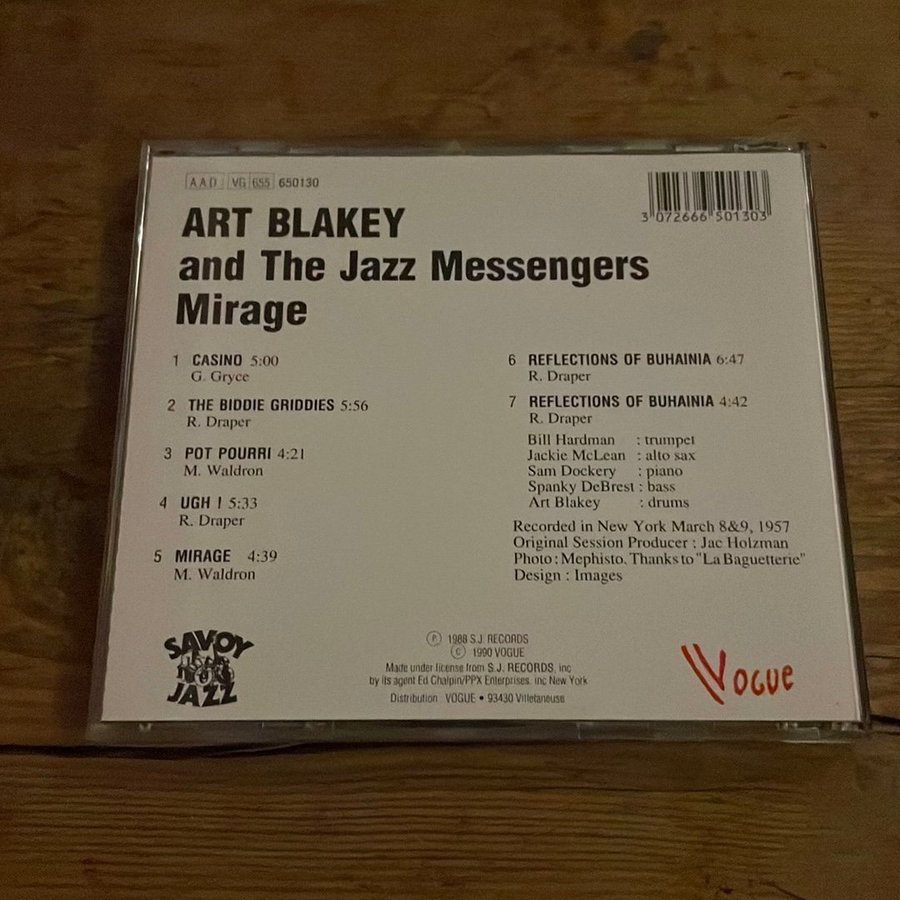 AAD VG 655 650130
3 072666 501303
ART BLAKEY
and The Jazz Messengers
Mirage
1 CASINO 5:00
G. Gryce
2 THE BIDDIE GRIDDIES 5:56
R. Draper
3 POT POURRI 4:21
M. Waldron
4 UGH ! 5:33
R. Draper
5 MIRAGE 4:39
M. Waldron
6 REFLECTIONS OF BUHAINIA 6:47
R. Draper
7 REFLECTIONS OF BUHAINIA 4:42
R. Draper
Bill Hardman : trumpet
Jackie McLean : alto sax
Sam Dockery : piano
Spanky DeBrest : bass
Art Blakey : drums
Recorded in New York March 8&9, 1957
Original Session Producer : Jac Holzman
Photo : Mephisto. Thanks to "La Baguetterie"
Design : Images
SAVOY
JAZZ
Ⓟ 1988 S.J. RECORDS
© 1990 VOGUE
Made under license from S.J. RECORDS, inc
by its agent Ed Chalpin/PPX Enterprises, inc New York
Distribution VOGUE • 93430 Villetaneuse
VOGUE